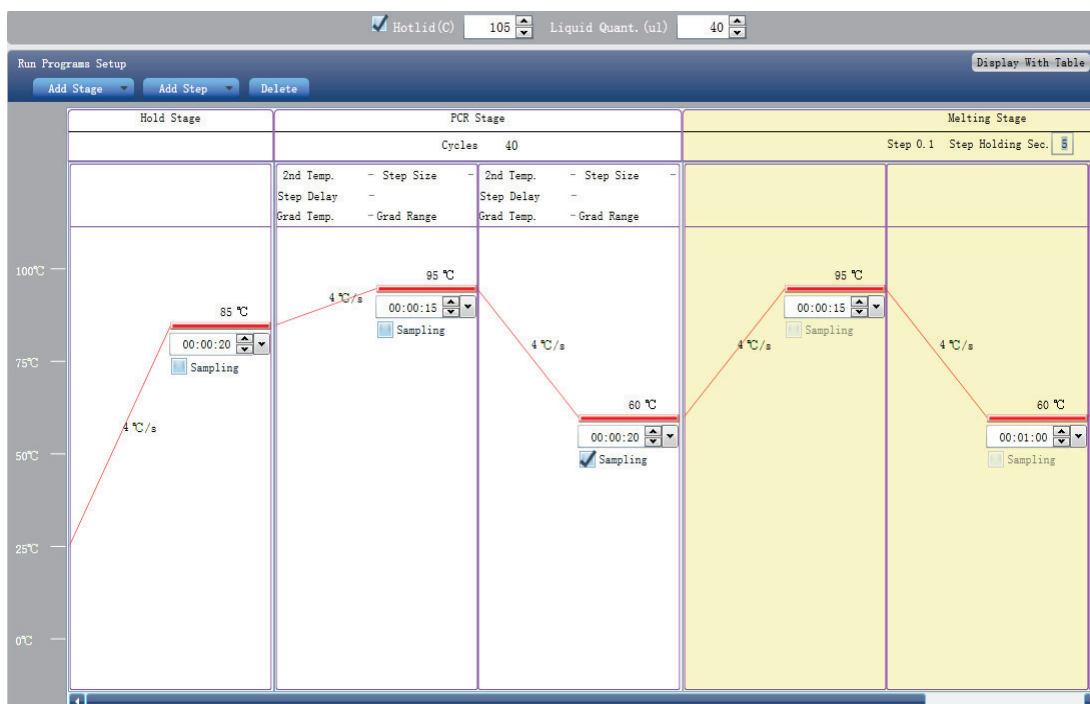 Hotlid(C) 105 Liquid Quant.(ul) 40
Run Programs Setup Display With Table
Add Stage Add Step Delete
Hold Stage PCR Stage Melting Stage
Cycles 40 Step 0.1 Step Holding Sec. 5
2nd Temp. - Step Size - 2nd Temp. - Step Size -
Step Delay - Step Delay -
Grad Temp. - Grad Range Grad Temp. - Grad Range
100℃
75℃
50℃
25℃
0℃
4 ℃/s
85 ℃
00:00:20
Sampling
4 ℃/s
95 ℃
00:00:15
Sampling
4 ℃/s
60 ℃
00:00:20
Sampling
4 ℃/s
95 ℃
00:00:15
Sampling
4 ℃/s
60 ℃
00:01:00
Sampling